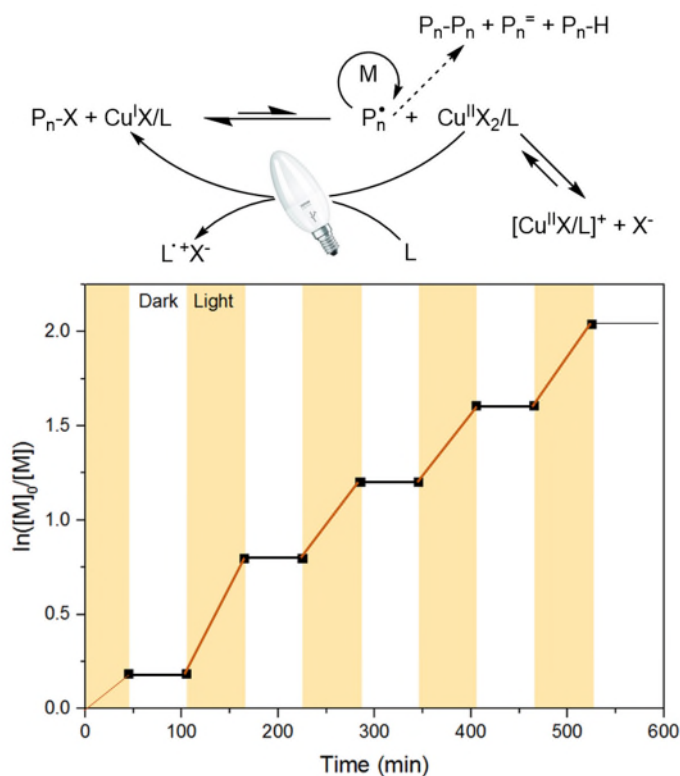 Pn-Pn + Pn= + Pn-H
M
Pn-X + CuIX/L
Pn• + CuIIX2/L
[CuIIX/L]+ + X-
L•+X-
L
Dark Light
2.0
1.5
1.0
0.5
0.0
ln([M]0/[M])
0 100 200 300 400 500 600
Time (min)